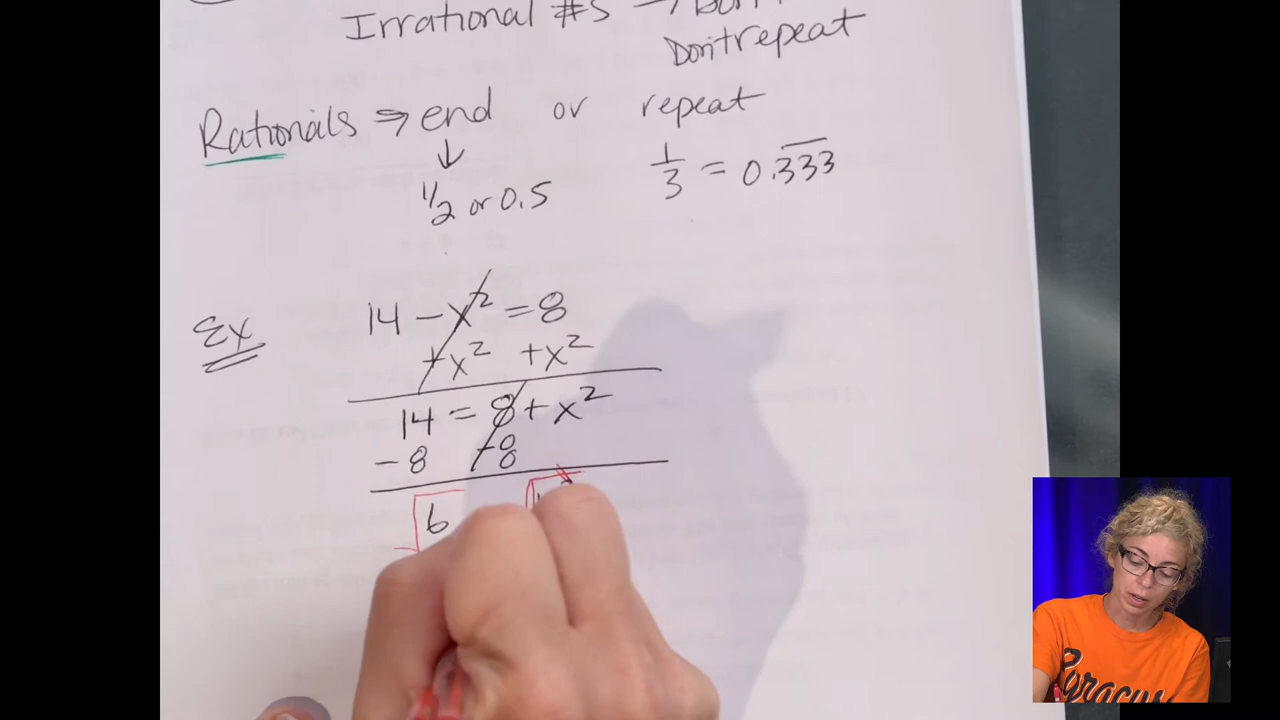 Irrational #s →
Don't repeat
Rationals ⇒ end or repeat
↓
1/2 or 0.5
1/3 = 0.333
Ex
14 - x² = 8
+x² +x²
14 = 8 + x²
-8 -8
6